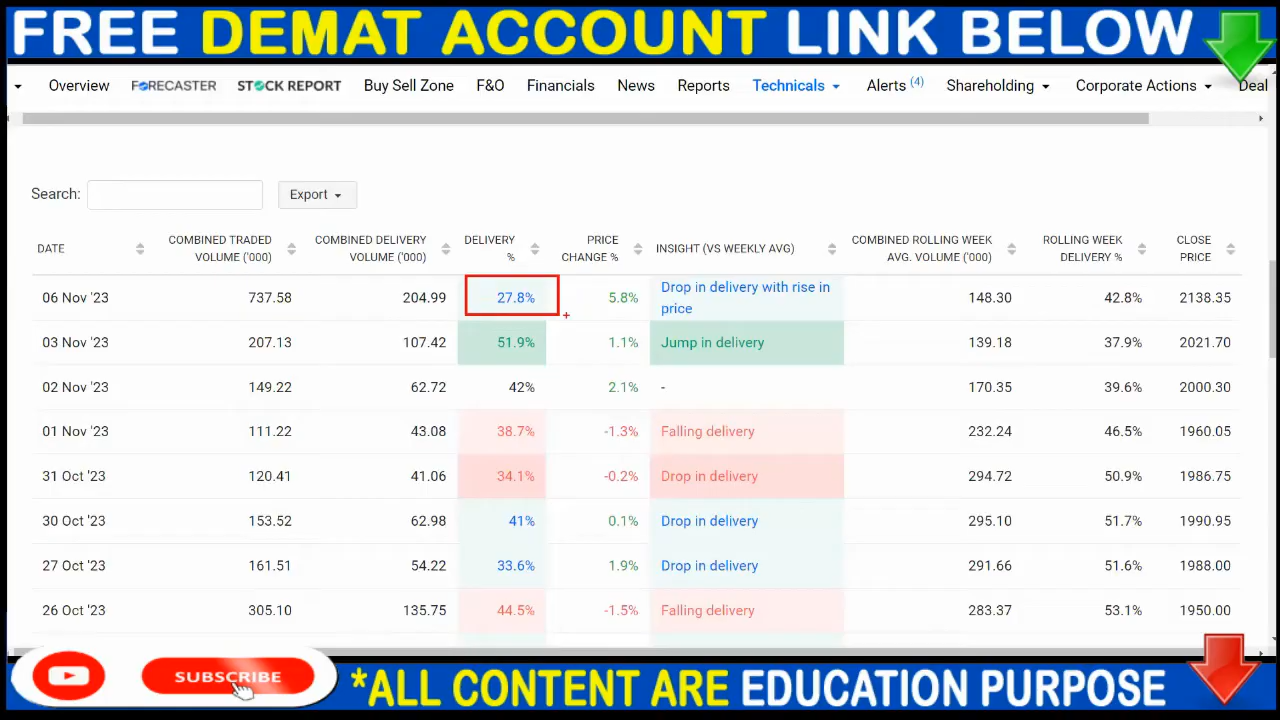 FREE DEMAT ACCOUNT LINK BELOW
Overview FORECASTER STOCK REPORT Buy Sell Zone F&O Financials News Reports Technicals Alerts (4) Shareholding Corporate Actions Deal
Search: Export
DATE COMBINED TRADED VOLUME ('000) COMBINED DELIVERY VOLUME ('000) DELIVERY % PRICE CHANGE % INSIGHT (VS WEEKLY AVG) COMBINED ROLLING WEEK AVG. VOLUME ('000) ROLLING WEEK DELIVERY % CLOSE PRICE
06 Nov '23 737.58 204.99 27.8% 5.8% Drop in delivery with rise in price 148.30 42.8% 2138.35
03 Nov '23 207.13 107.42 51.9% 1.1% Jump in delivery 139.18 37.9% 2021.70
02 Nov '23 149.22 62.72 42% 2.1% - 170.35 39.6% 2000.30
01 Nov '23 111.22 43.08 38.7% -1.3% Falling delivery 232.24 46.5% 1960.05
31 Oct '23 120.41 41.06 34.1% -0.2% Drop in delivery 294.72 50.9% 1986.75
30 Oct '23 153.52 62.98 41% 0.1% Drop in delivery 295.10 51.7% 1990.95
27 Oct '23 161.51 54.22 33.6% 1.9% Drop in delivery 291.66 51.6% 1988.00
26 Oct '23 305.10 135.75 44.5% -1.5% Falling delivery 283.37 53.1% 1950.00
SUBSCRIBE *ALL CONTENT ARE EDUCATION PURPOSE